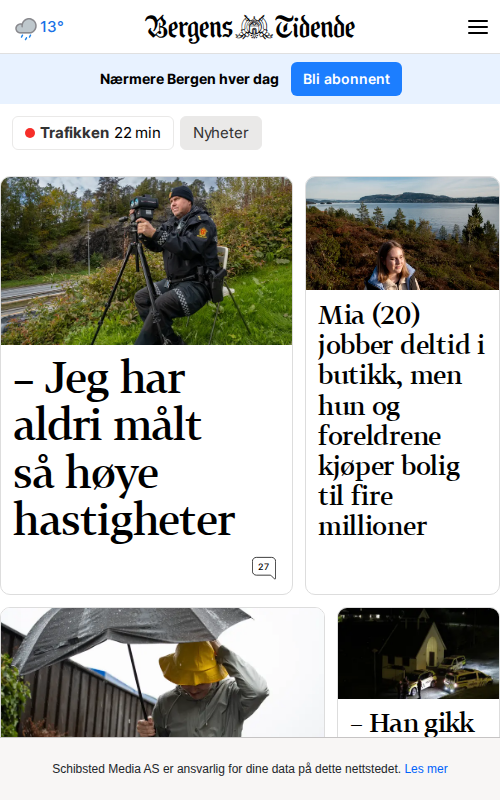 13°
Bergens Tidende
Nærmere Bergen hver dag
Bli abonnent
Trafikken 22 min
Nyheter
– Jeg har
aldri målt
så høye
hastigheter
27
Mia (20)
jobber deltid i
butikk, men
hun og
foreldrene
kjøper bolig
til fire
millioner
– Han gikk
Schibsted Media AS er ansvarlig for dine data på dette nettstedet. Les mer